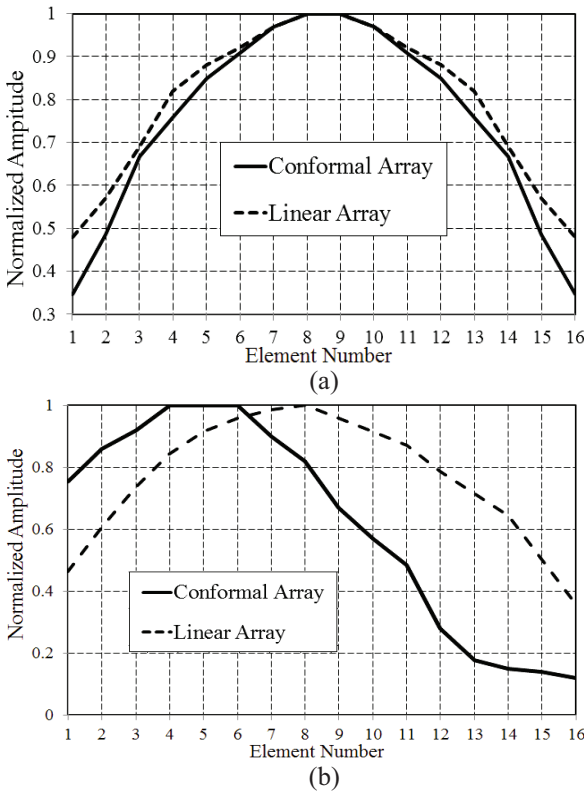 Normalized Ampitude
1
0.9
0.8
0.7
0.6
0.5
0.4
0.3
Conformal Array
Linear Array
1 2 3 4 5 6 7 8 9 10 11 12 13 14 15 16
Element Number
(a)
Normalized Amplitude
1
0.8
0.6
0.4
0.2
0
Conformal Array
Linear Array
1 2 3 4 5 6 7 8 9 10 11 12 13 14 15 16
Element Number
(b)